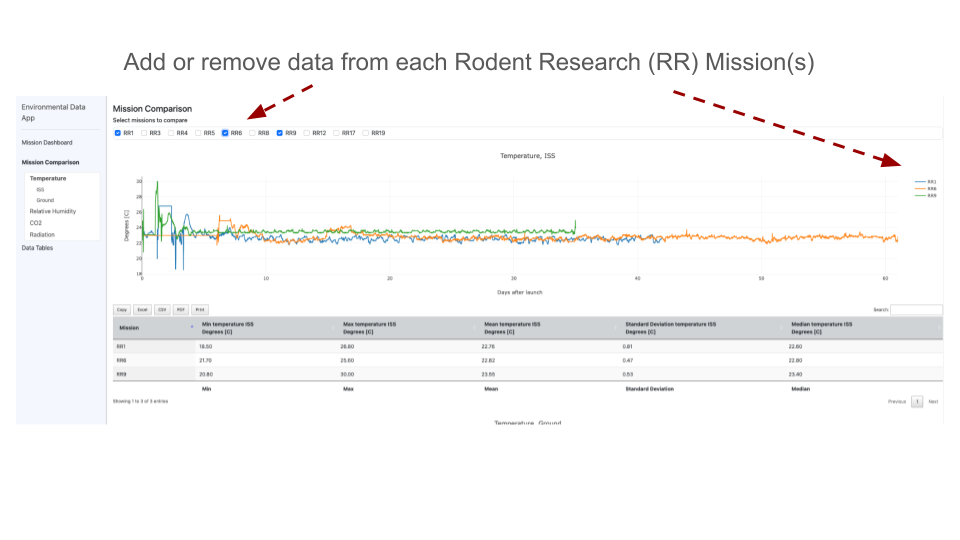 Add or remove data from each Rodent Research (RR) Mission(s)
Environmental Data
App
Mission Dashboard
Mission Comparison
Temperature
ISS
Ground
Relative Humidity
CO2
Radiation
Data Tables
Mission Comparison
Select missions to compare
RR1 RR3 RR4 RR5 RR6 RR8 RR9 RR12 RR17 RR19
Temperature, ISS
RR1
RR6
RR9
Degrees [C]
30
28
26
24
22
20
18
0 10 20 30 40 50 60
Days after launch
Copy Excel CSV PDF Print
Search:
Mission Min temperature ISS Degrees [C] Max temperature ISS Degrees [C] Mean temperature ISS Degrees [C] Standard Deviation temperature ISS Degrees [C] Median temperature ISS Degrees [C]
RR1 18.50 26.80 22.76 0.81 22.60
RR6 21.70 25.60 22.82 0.47 22.80
RR9 20.80 30.00 23.55 0.53 23.40
Min Max Mean Standard Deviation Median
Showing 1 to 3 of 3 entries
Previous 1 Next
Temperature, Ground